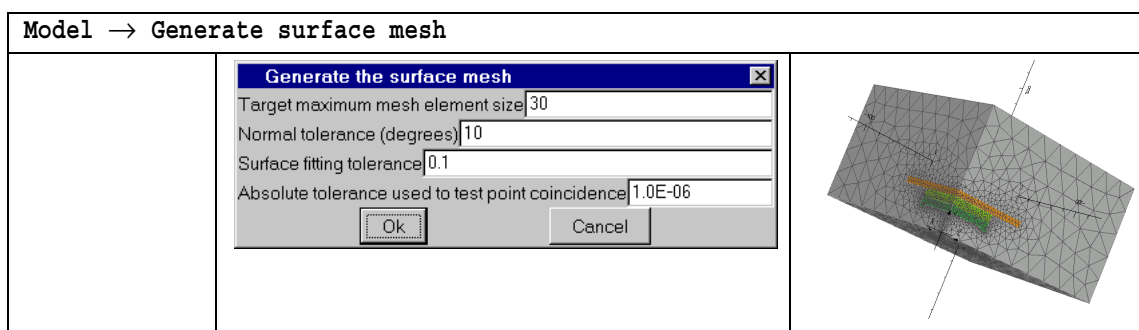 Model → Generate surface mesh
Generate the surface mesh
Target maximum mesh element size 30
Normal tolerance (degrees) 10
Surface fitting tolerance 0.1
Absolute tolerance used to test point coincidence 1.0E-06
Ok Cancel